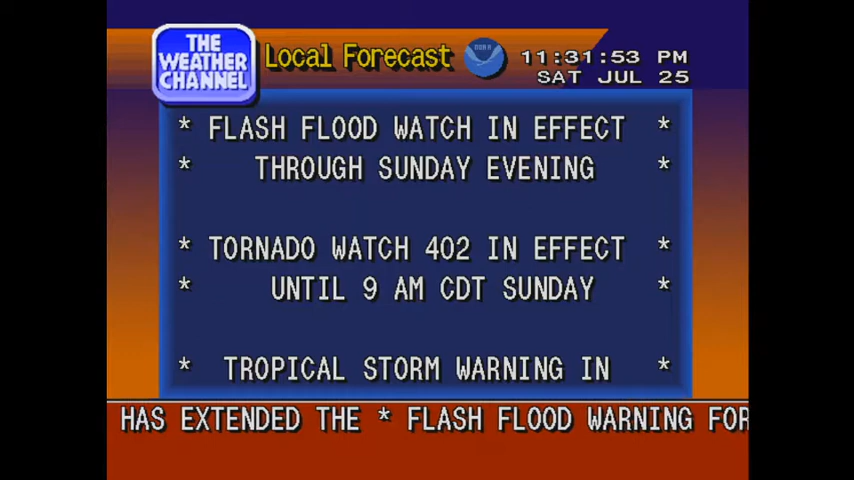 THE
WEATHER
CHANNEL
Local Forecast
NOAA
11:31:53 PM
SAT JUL 25
* FLASH FLOOD WATCH IN EFFECT *
* THROUGH SUNDAY EVENING *
* TORNADO WATCH 402 IN EFFECT *
* UNTIL 9 AM CDT SUNDAY *
* TROPICAL STORM WARNING IN *
HAS EXTENDED THE * FLASH FLOOD WARNING FOR